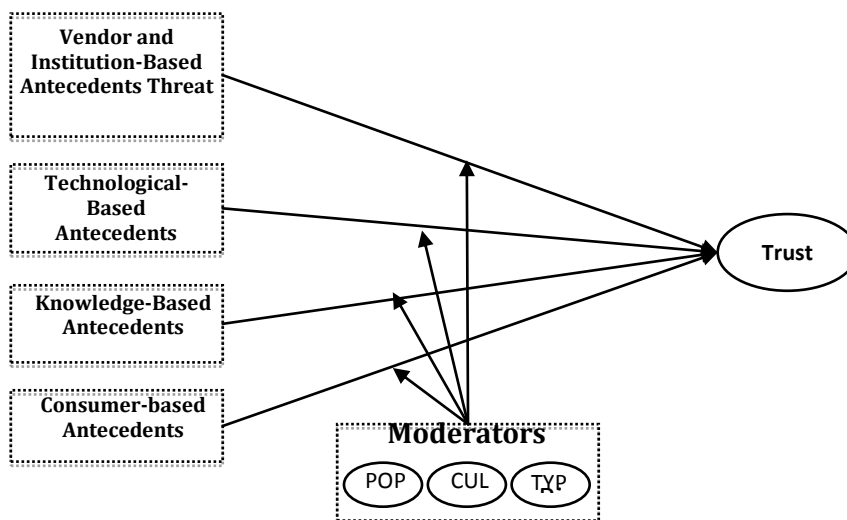 Vendor and
Institution-Based
Antecedents Threat
Technological-
Based
Antecedents
Knowledge-Based
Antecedents
Consumer-based
Antecedents
Trust
Moderators
POP CUL TYP